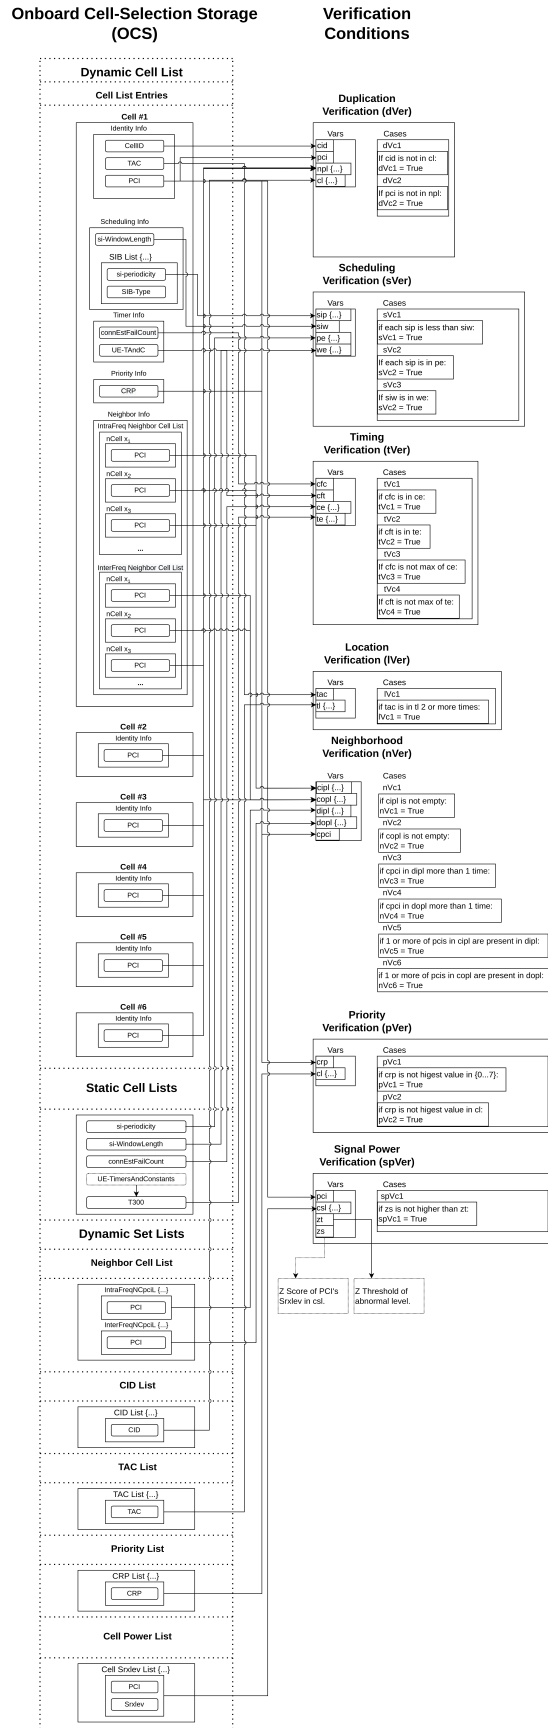 Onboard Cell-Selection Storage
(OCS)
Dynamic Cell List
Cell List Entries
Cell #1
Identity Info
CellID
TAC
PCI
Scheduling Info
si-WindowLength
SIB List {...}
si-periodicity
SIB-Type
Timer Info
connEstFailCount
UE-TAndC
Priority Info
CRP
Neighbor Info
IntraFreq Neighbor Cell List
nCell x1
PCI
nCell x2
PCI
nCell x3
PCI
...
InterFreq Neighbor Cell List
nCell x1
PCI
nCell x2
PCI
nCell x3
PCI
...
Cell #2
Identity Info
PCI
Cell #3
Identity Info
PCI
Cell #4
Identity Info
PCI
Cell #5
Identity Info
PCI
Cell #6
Identity Info
PCI
Static Cell Lists
si-periodicity
si-WindowLength
connEstFailCount
UE-TimersAndConstants
T300
Dynamic Set Lists
Neighbor Cell List
IntraFreqNCpciL {...}
PCI
InterFreqNCpciL {...}
PCI
CID List
CID List {...}
CID
TAC List
TAC List {...}
TAC
Priority List
CRP List {...}
CRP
Cell Power List
Cell Srxlev List {...}
PCI
Srxlev
Verification
Conditions
Duplication
Verification (dVer)
Vars
cid
pci
npl {...}
cl {...}
Cases
dVc1
If cid is not in cl:
dVc1 = True
dVc2
If pci is not in npl:
dVc2 = True
Scheduling
Verification (sVer)
Vars
sip {...}
siw
pe {...}
we {...}
Cases
sVc1
if each sip is less than siw:
sVc1 = True
sVc2
If each sip is in pe:
sVc2 = True
sVc3
If siw is in we:
sVc2 = True
Timing
Verification (tVer)
Vars
cfc
cft
ce {...}
te {...}
Cases
tVc1
if cfc is in ce:
tVc1 = True
tVc2
if cft is in te:
tVc2 = True
tVc3
If cfc is not max of ce:
tVc3 = True
tVc4
If cft is not max of te:
tVc4 = True
Location
Verification (lVer)
Vars
tac
tl {...}
Cases
lVc1
if tac is in tl 2 or more times:
lVc1 = True
Neighborhood
Verification (nVer)
Vars
cipl {...}
copl {...}
dipl {...}
dopl {...}
cpci
Cases
nVc1
if cipl is not empty:
nVc1 = True
nVc2
if copl is not empty:
nVc2 = True
nVc3
if cpci in dipl more than 1 time:
nVc3 = True
nVc4
if cpci in dopl more than 1 time:
nVc4 = True
nVc5
if 1 or more of pcis in cipl are present in dipl:
nVc5 = True
nVc6
if 1 or more of pcis in copl are present in dopl:
nVc6 = True
Priority
Verification (pVer)
Vars
crp
cl {...}
Cases
pVc1
if crp is not higest value in {0...7}:
pVc1 = True
pVc2
if crp is not higest value in cl:
pVc2 = True
Signal Power
Verification (spVer)
Vars
pci
csl {...}
zt
zs
Cases
spVc1
if zs is not higher than zt:
spVc1 = True
Z Score of PCI's
Srxlev in csl.
Z Threshold of
abnormal level.